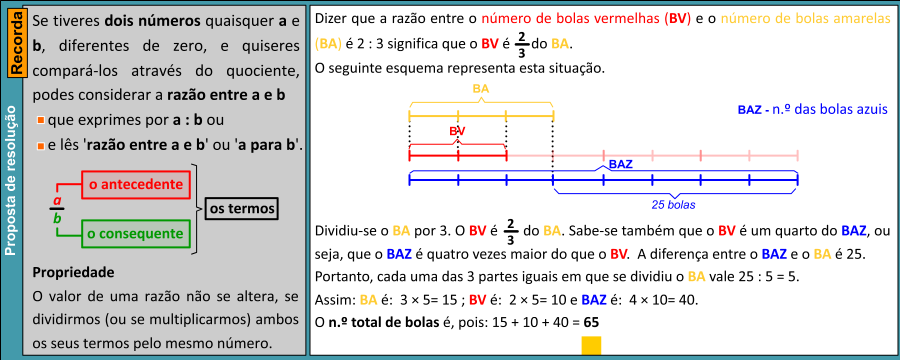 Proposta de resolução
Recorda
Se tiveres dois números quaisquer a e
b, diferentes de zero, e quiseres
compará-los através do quociente,
podes considerar a razão entre a e b
que exprimes por a : b ou
e lês 'razão entre a e b' ou 'a para b'.
a
b
o antecedente
o consequente
os termos
Propriedade
O valor de uma razão não se altera, se
dividirmos (ou se multiplicarmos) ambos
os seus termos pelo mesmo número.
Dizer que a razão entre o número de bolas vermelhas (BV) e o número de bolas amarelas
(BA) é 2 : 3 significa que o BV é 2/3 do BA.
O seguinte esquema representa esta situação.
BA
BAZ - n.º das bolas azuis
BV
BAZ
25 bolas
Dividiu-se o BA por 3. O BV é 2/3 do BA. Sabe-se também que o BV é um quarto do BAZ, ou
seja, que o BAZ é quatro vezes maior do que o BV. A diferença entre o BAZ e o BA é 25.
Portanto, cada uma das 3 partes iguais em que se dividiu o BA vale 25 : 5 = 5.
Assim: BA é: 3 × 5= 15 ; BV é: 2 × 5= 10 e BAZ é: 4 × 10= 40.
O n.º total de bolas é, pois: 15 + 10 + 40 = 65